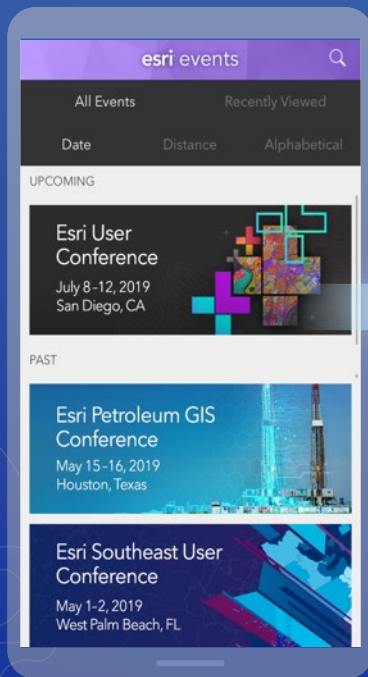 esri events
All Events Recently Viewed
Date Distance Alphabetical
UPCOMING
Esri User
Conference
July 8-12, 2019
San Diego, CA
PAST
Esri Petroleum GIS
Conference
May 15-16, 2019
Houston, Texas
Esri Southeast User
Conference
May 1-2, 2019
West Palm Beach, FL